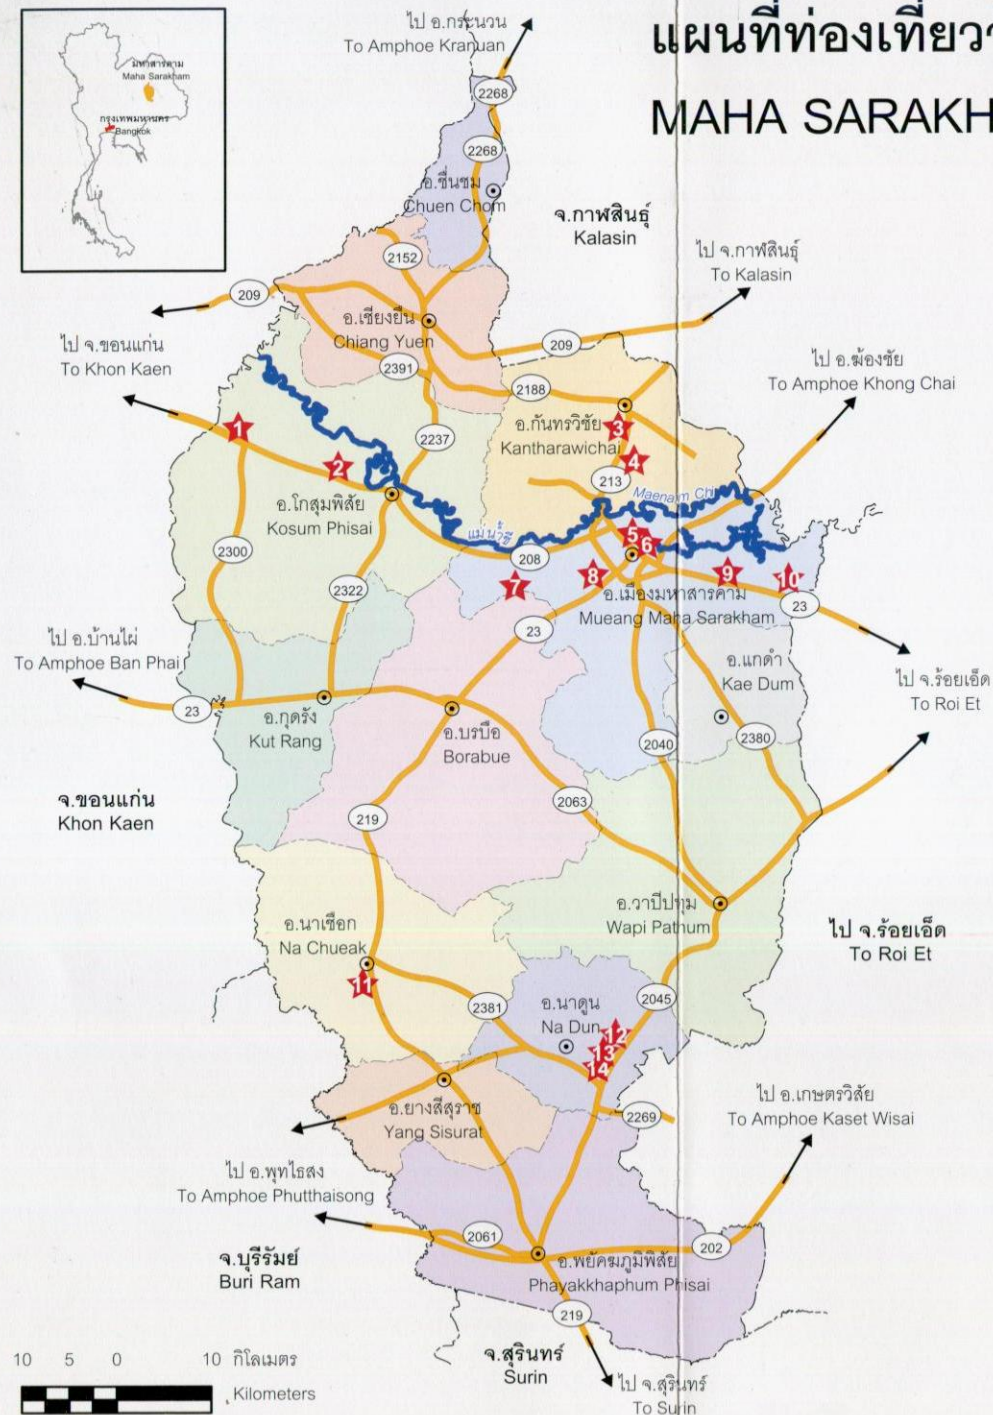 แผนที่ท่องเที่ยว
MAHA SARAKH
มหาสารคาม
Maha Sarakham
กรุงเทพมหานคร
Bangkok
ไป อ.กระนวน
To Amphoe Kranuan
2268
2268
อ.ชื่นชม
Chuen Chom
จ.กาฬสินธุ์
Kalasin
2152
ไป จ.กาฬสินธุ์
To Kalasin
209
อ.เชียงยืน
Chiang Yuen
209
ไป จ.ขอนแก่น
To Khon Kaen
2391
2188
ไป อ.ฆ้องชัย
To Amphoe Khong Chai
1
2
2237
อ.กันทรวิชัย
Kantharawichai
3
4
213
อ.โกสุมพิสัย
Kosum Phisai
แม่น้ำชี
Maenam Chi
2300
208
5
6
7
8
9
10
2322
อ.เมืองมหาสารคาม
Mueang Maha Sarakham
23
23
ไป อ.บ้านไผ่
To Amphoe Ban Phai
อ.แกดำ
Kae Dum
ไป จ.ร้อยเอ็ด
To Roi Et
23
อ.กุดรัง
Kut Rang
อ.บรบือ
Borabue
2040
2380
จ.ขอนแก่น
Khon Kaen
219
2063
อ.นาเชือก
Na Chueak
อ.วาปีปทุม
Wapi Pathum
ไป จ.ร้อยเอ็ด
To Roi Et
11
2381
อ.นาดูน
Na Dun
2045
12
13
14
อ.ยางสีสุราช
Yang Sisurat
2269
ไป อ.เกษตรวิสัย
To Amphoe Kaset Wisai
ไป อ.พุทไธสง
To Amphoe Phutthaisong
2061
202
จ.บุรีรัมย์
Buri Ram
อ.พยัคฆภูมิพิสัย
Phayakkhaphum Phisai
219
จ.สุรินทร์
Surin
ไป จ.สุรินทร์
To Surin
10 5 0 10 กิโลเมตร
Kilometers